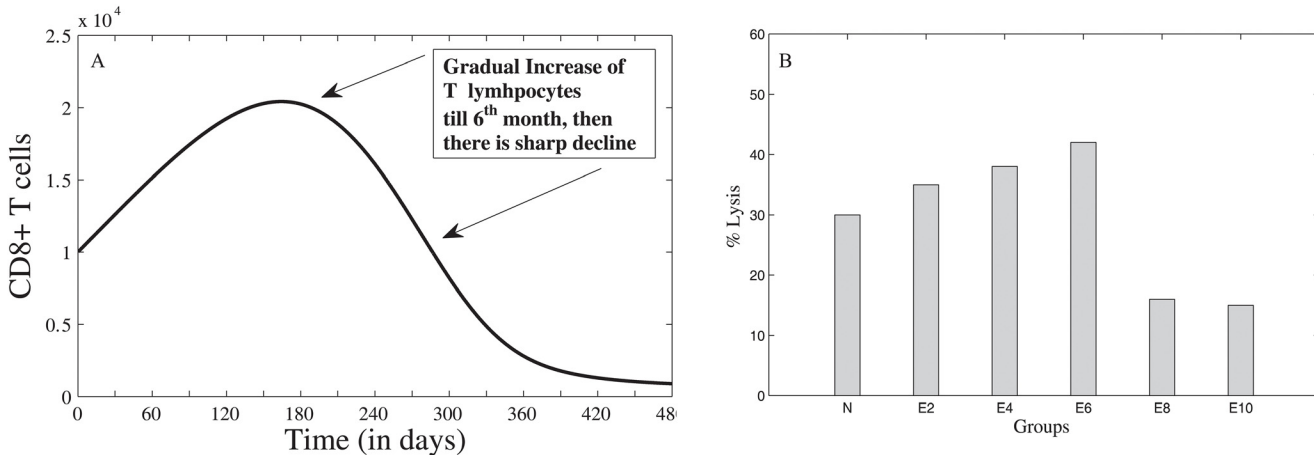 x 10^4
2.5
2
1.5
1
0.5
0
A
Gradual Increase of
T lymhpocytes
till 6th month, then
there is sharp decline
CD8+ T cells
0 60 120 180 240 300 360 420 480
Time (in days)
60
50
40
30
20
10
0
B
% Lysis
N E2 E4 E6 E8 E10
Groups